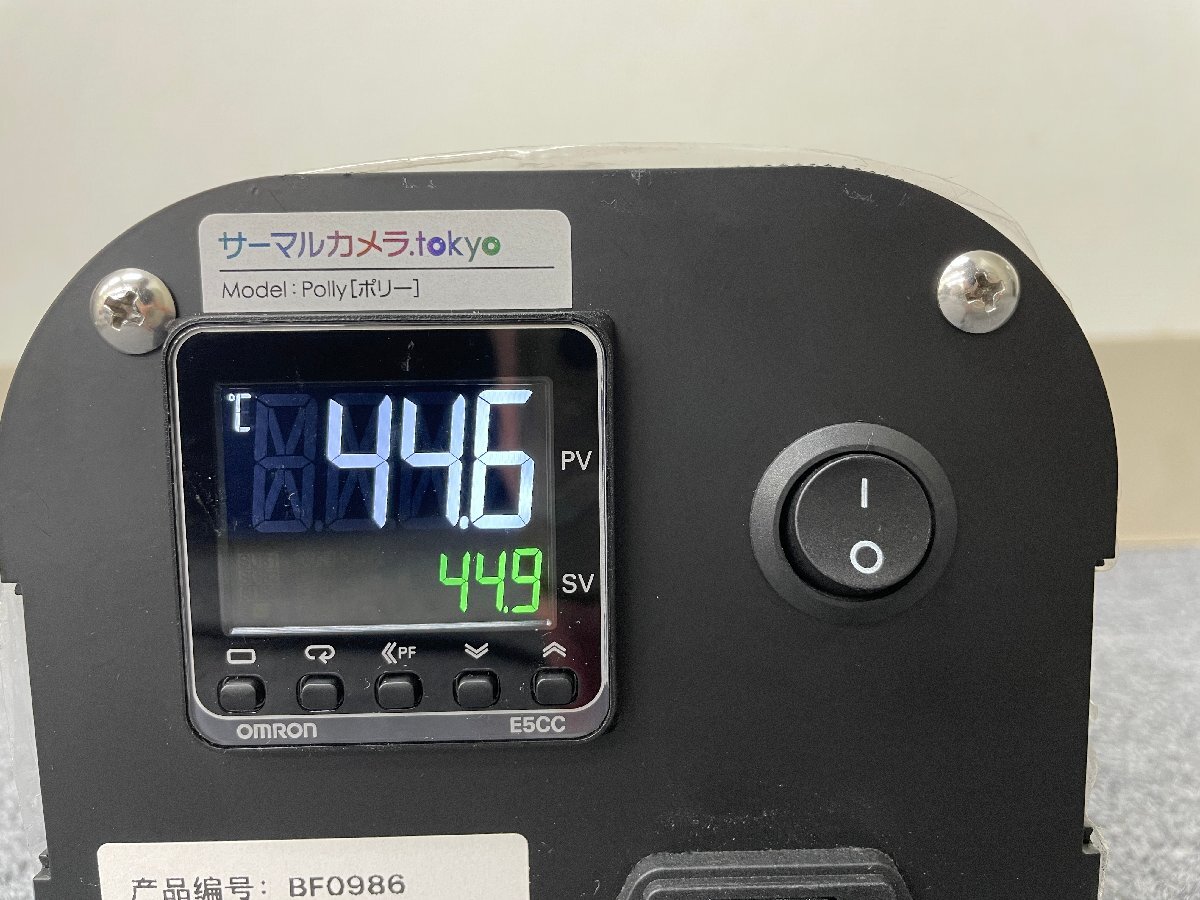 サーマルカメラ.tokyo
Model:Polly[ポリー]
℃ 44.6 PV
44.9 SV
PF
OMRON E5CC
产品编号: BF0986
I
O